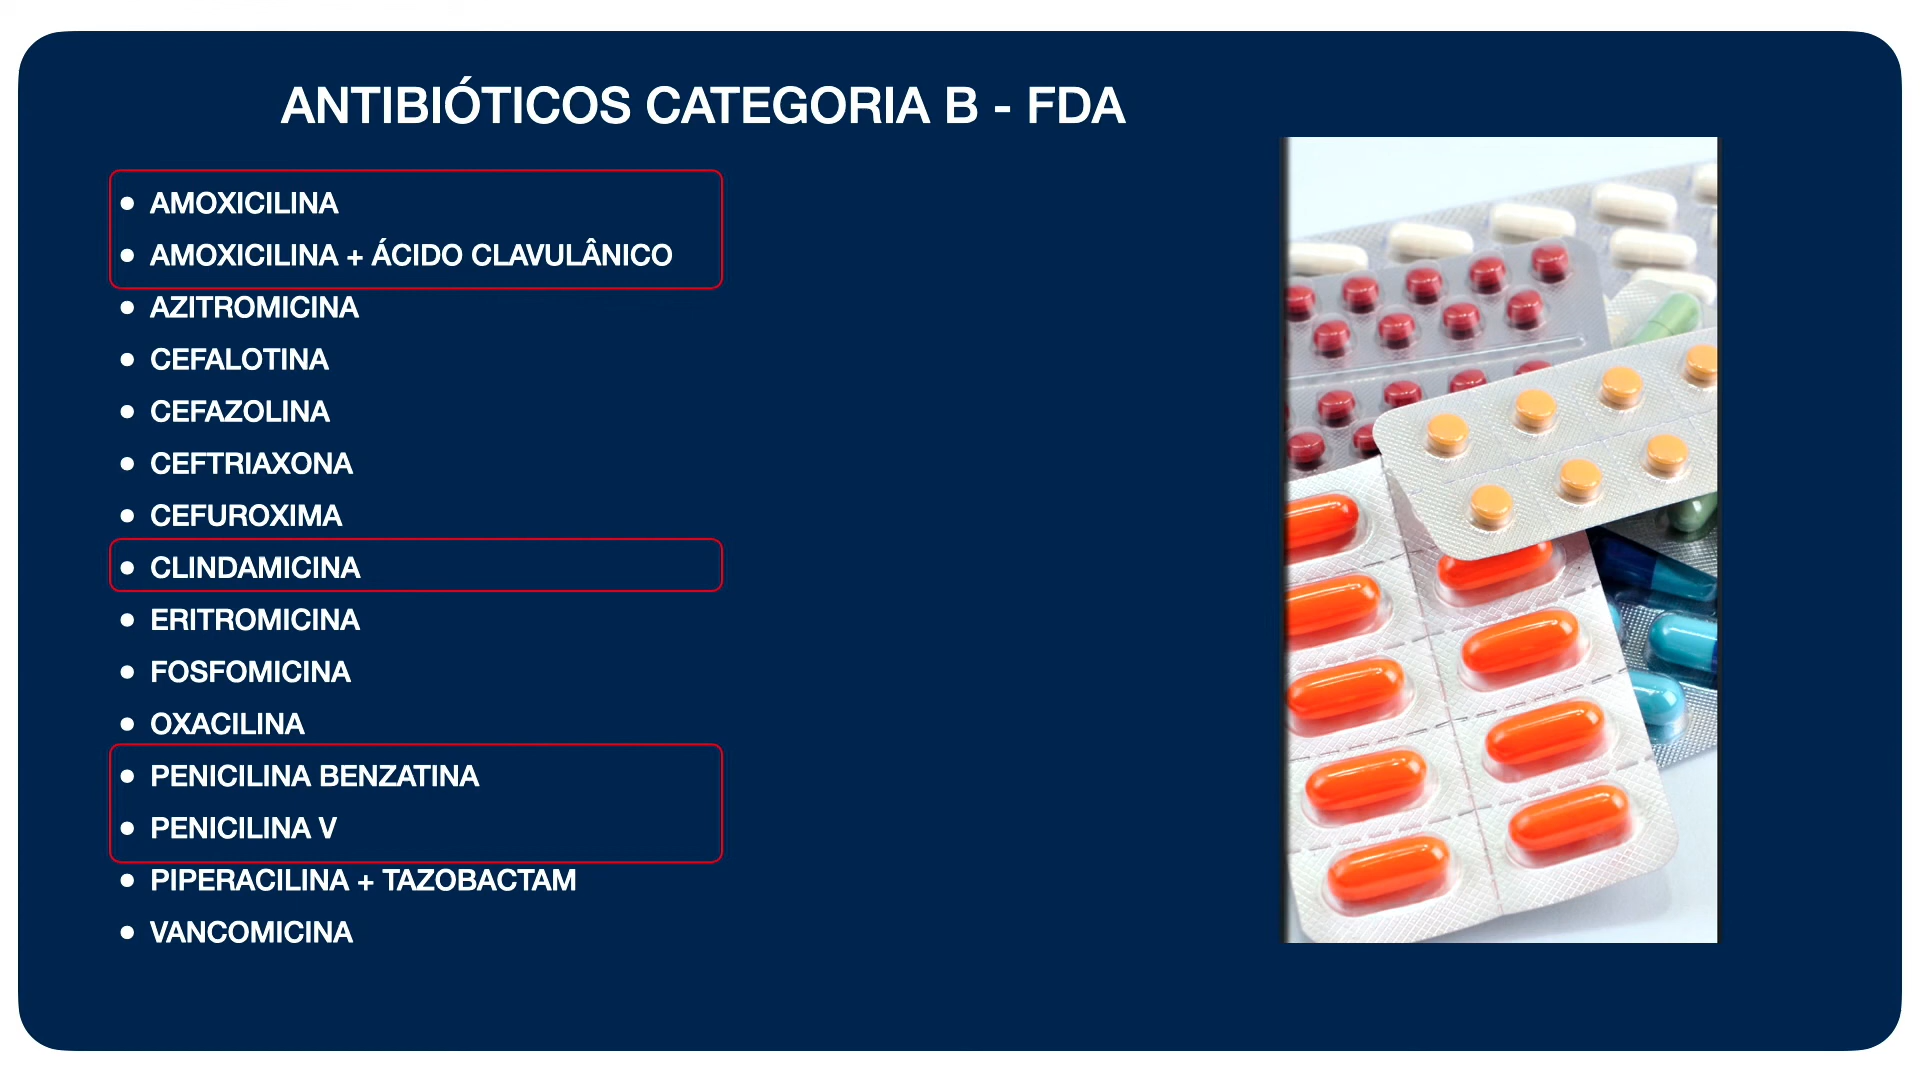 ANTIBIÓTICOS CATEGORIA B - FDA
• AMOXICILINA
• AMOXICILINA + ÁCIDO CLAVULÂNICO
• AZITROMICINA
• CEFALOTINA
• CEFAZOLINA
• CEFTRIAXONA
• CEFUROXIMA
• CLINDAMICINA
• ERITROMICINA
• FOSFOMICINA
• OXACILINA
• PENICILINA BENZATINA
• PENICILINA V
• PIPERACILINA + TAZOBACTAM
• VANCOMICINA